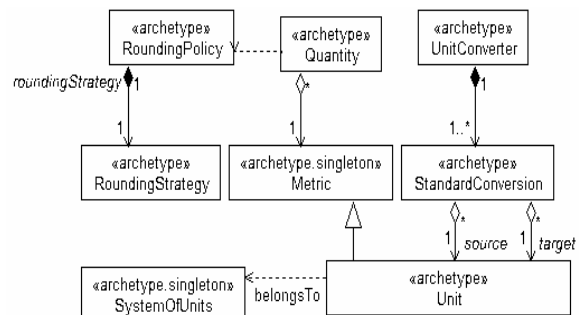 «archetype»
RoundingPolicy
«archetype»
Quantity
«archetype»
UnitConverter
roundingStrategy
1
*
1
1
1
1..*
«archetype»
RoundingStrategy
«archetype.singleton»
Metric
«archetype»
StandardConversion
*
*
1
source
1
target
«archetype.singleton»
SystemOfUnits
belongsTo
«archetype»
Unit